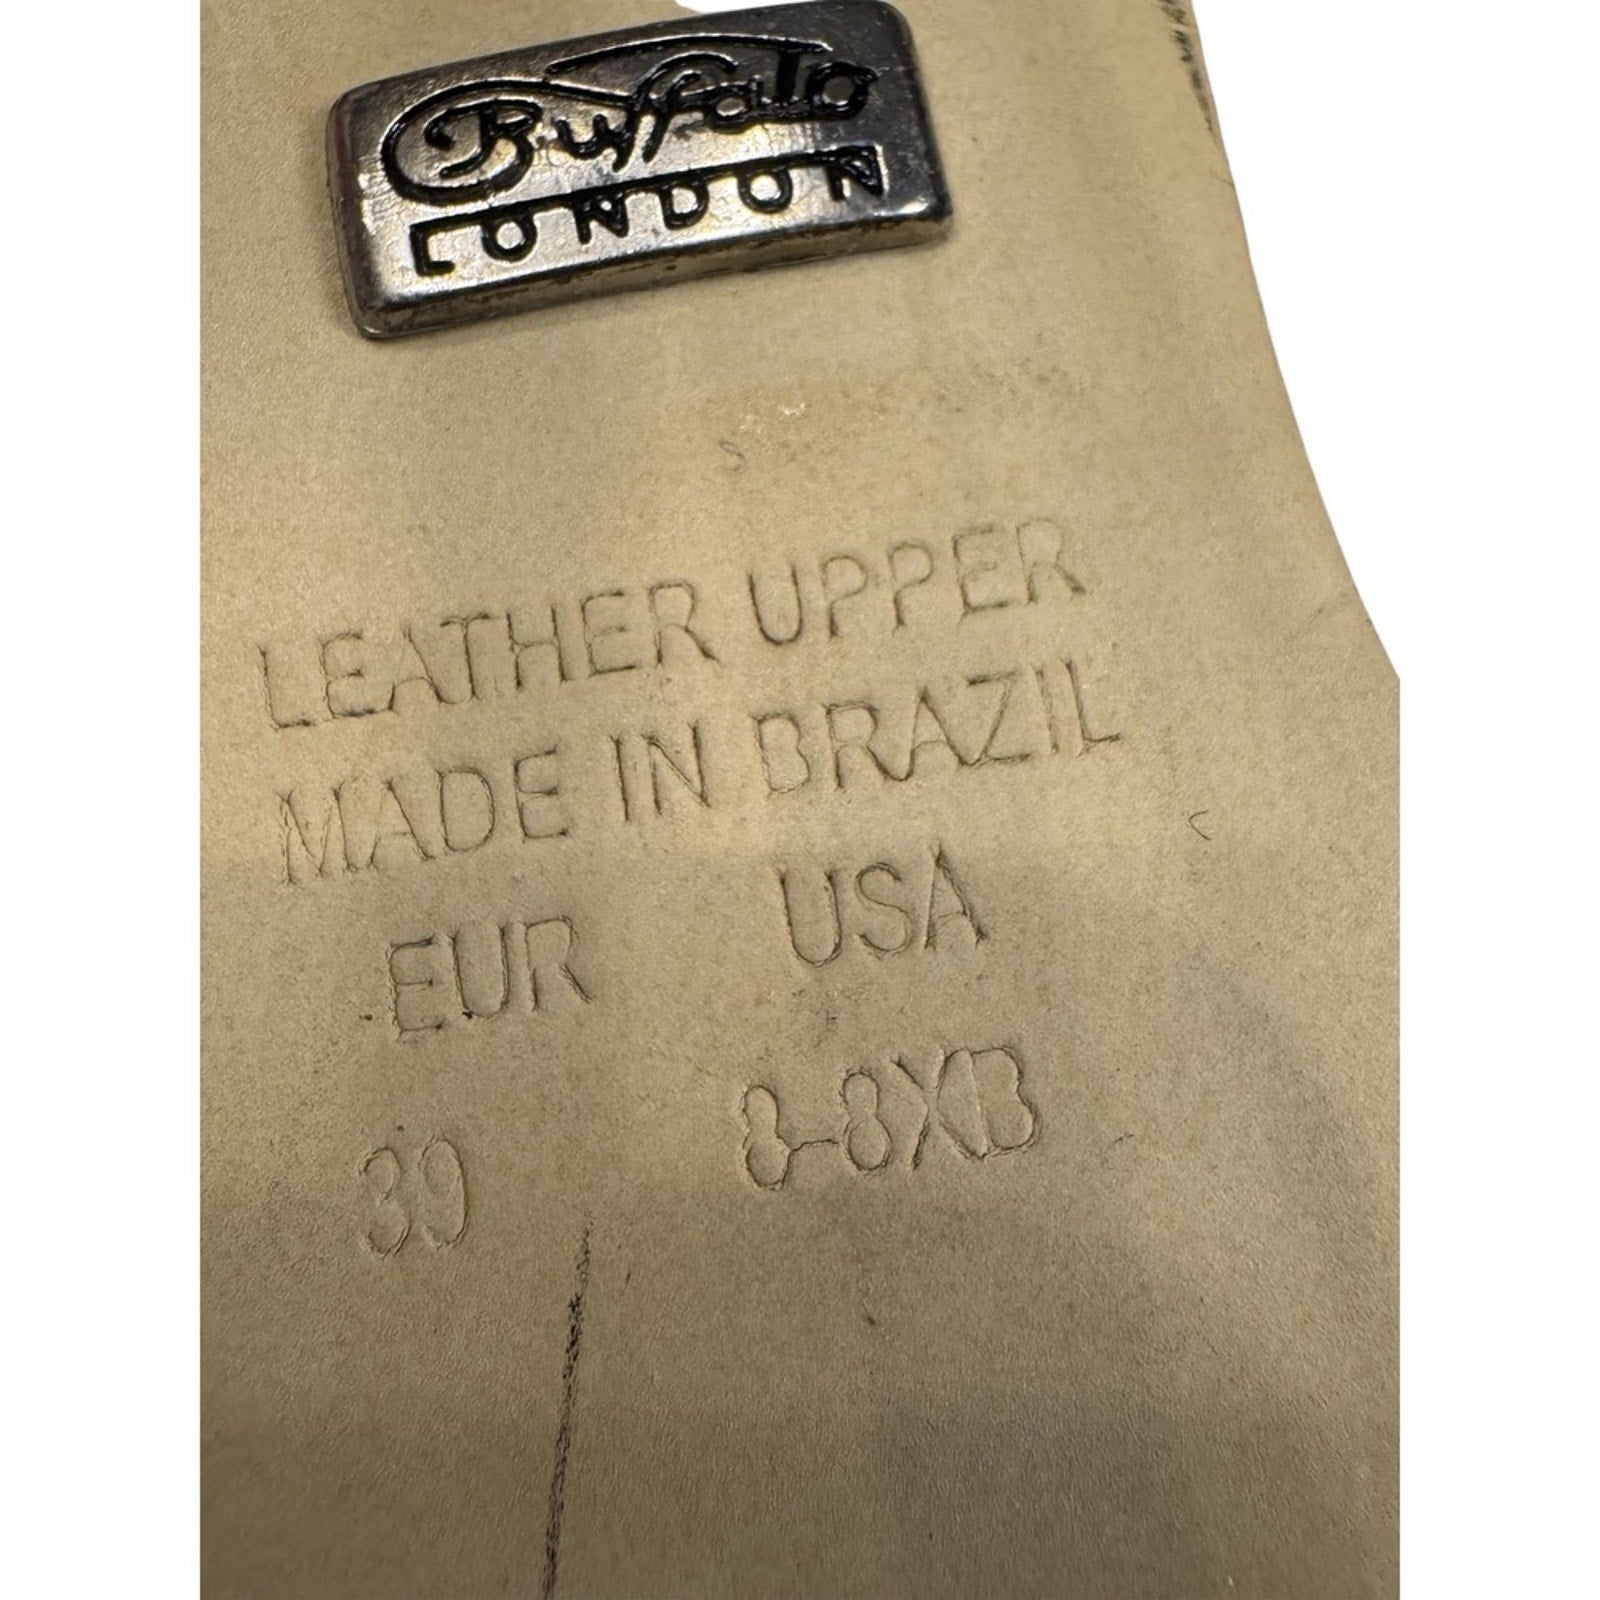 Buffalo
LONDON
LEATHER UPPER
MADE IN BRAZIL
EUR USA
39 8-8XB